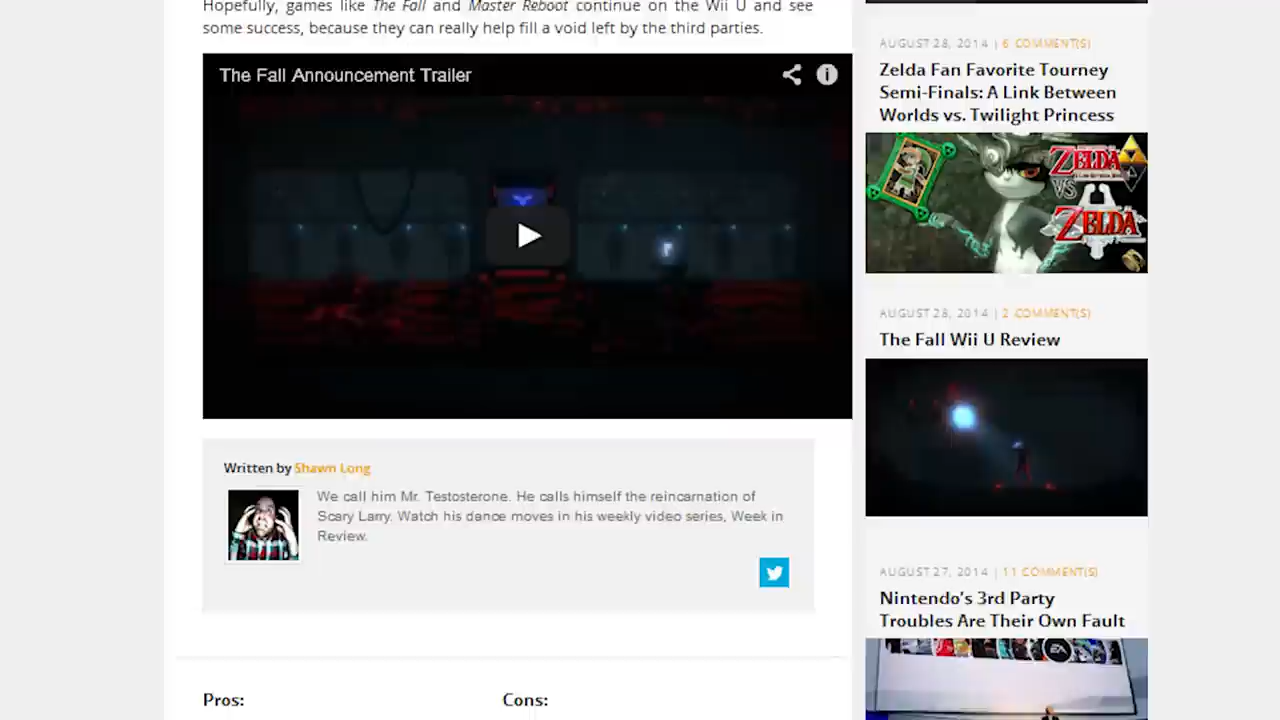 Hopefully, games like The Fall and Master Reboot continue on the Wii U and see
some success, because they can really help fill a void left by the third parties.
The Fall Announcement Trailer
Written by Shawn Long
We call him Mr. Testosterone. He calls himself the reincarnation of
Scary Larry. Watch his dance moves in his weekly video series, Week in
Review.
Pros:
Cons:
AUGUST 28, 2014 | 6 COMMENT(S)
Zelda Fan Favorite Tourney
Semi-Finals: A Link Between
Worlds vs. Twilight Princess
ZELDA
VS
ZELDA
AUGUST 28, 2014 | 2 COMMENT(S)
The Fall Wii U Review
AUGUST 27, 2014 | 11 COMMENT(S)
Nintendo's 3rd Party
Troubles Are Their Own Fault
EA